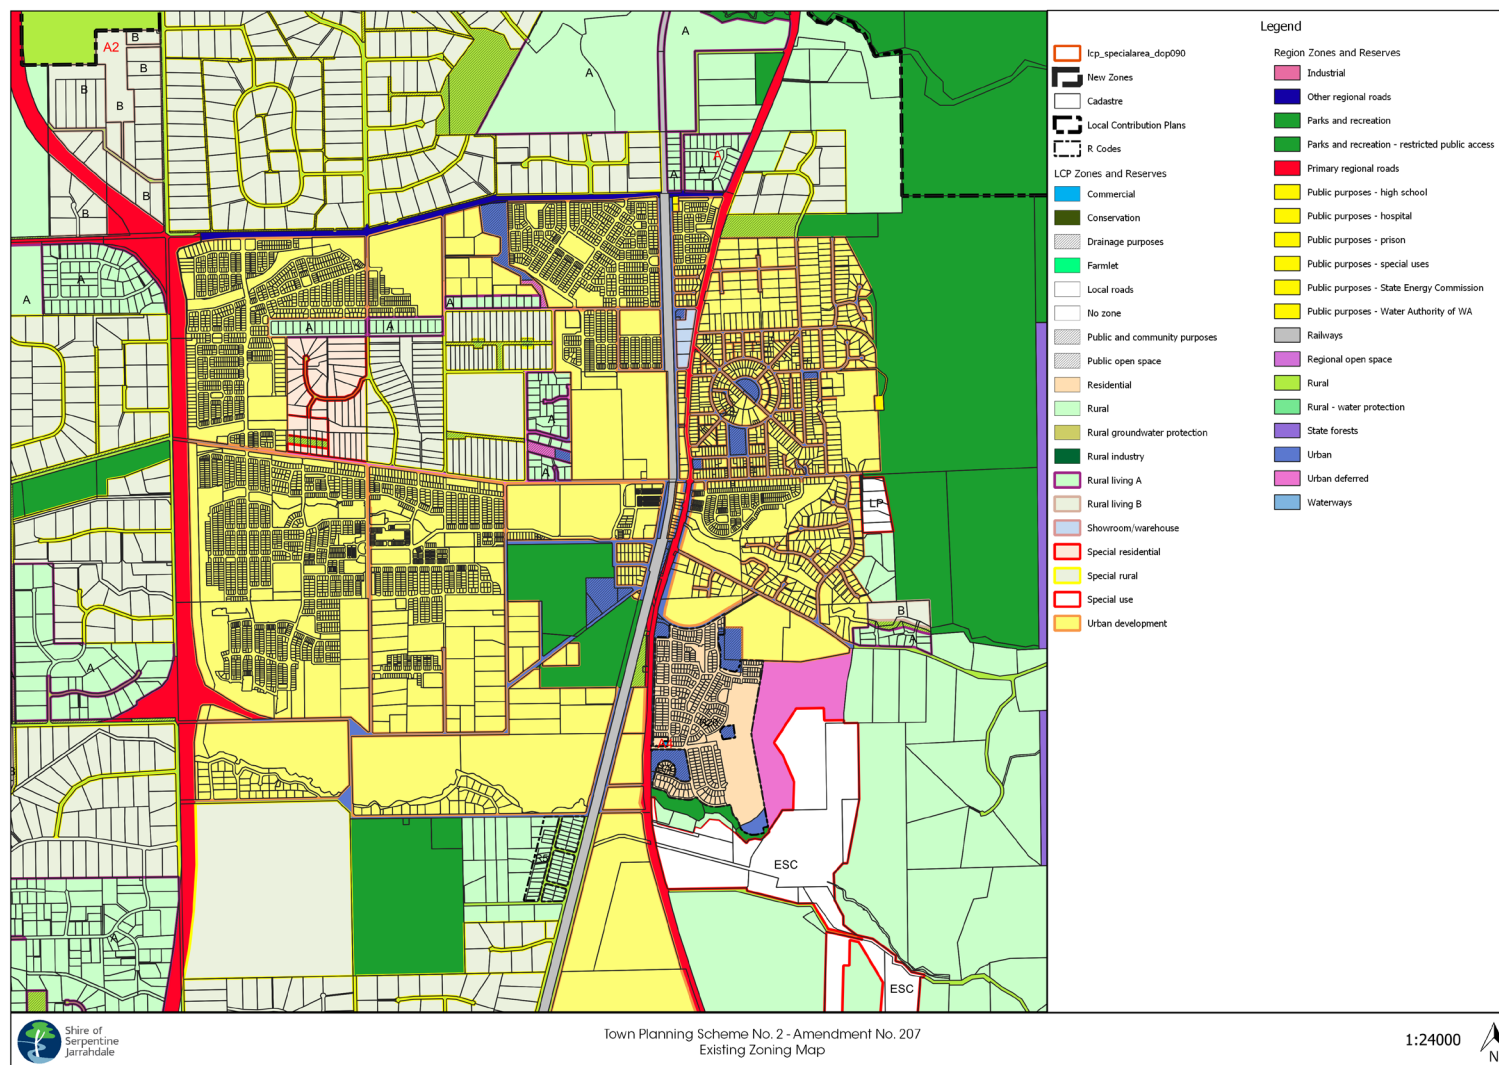 A2
B
B
B
B
B
B
A
A
A
A
A
A
A
A
A
A
A
A
A
LP
B
A
A
B
R20
A1
R5
ESC
A
ESC
Legend
lcp_specialarea_dop090
New Zones
Cadastre
Local Contribution Plans
R Codes
LCP Zones and Reserves
Commercial
Conservation
Drainage purposes
Farmlet
Local roads
No zone
Public and community purposes
Public open space
Residential
Rural
Rural groundwater protection
Rural industry
Rural living A
Rural living B
Showroom/warehouse
Special residential
Special rural
Special use
Urban development
Region Zones and Reserves
Industrial
Other regional roads
Parks and recreation
Parks and recreation - restricted public access
Primary regional roads
Public purposes - high school
Public purposes - hospital
Public purposes - prison
Public purposes - special uses
Public purposes - State Energy Commission
Public purposes - Water Authority of WA
Railways
Regional open space
Rural
Rural - water protection
State forests
Urban
Urban deferred
Waterways
Shire of
Serpentine
Jarrahdale
Town Planning Scheme No. 2 - Amendment No. 207
Existing Zoning Map
1:24000
N